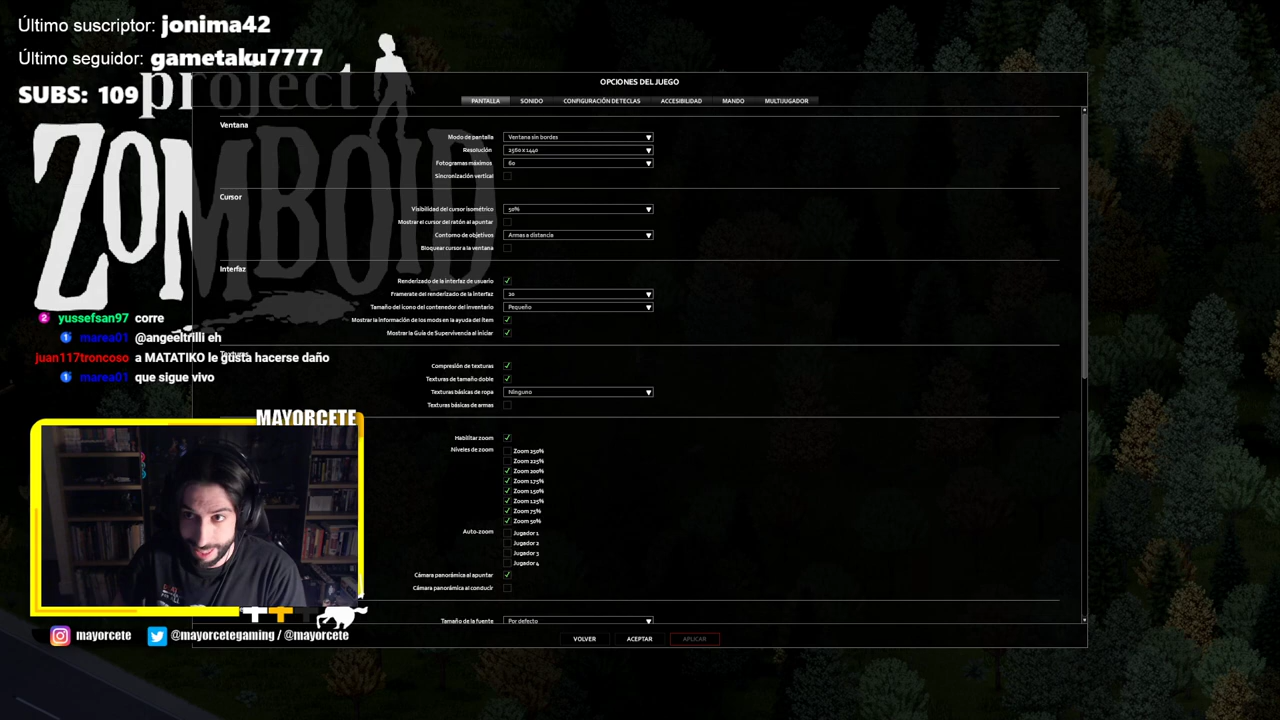 Último suscriptor: jonima42
Último seguidor: gametaku7777
SUBS: 109
project
ZOMBOID
OPCIONES DEL JUEGO
PANTALLA SONIDO CONFIGURACIÓN DE TECLAS ACCESIBILIDAD MANDO MULTIJUGADOR
Ventana
Modo de pantalla Ventana sin bordes
Resolución 2560 x 1440
Fotogramas máximos 60
Sincronización vertical
Cursor
Visibilidad del cursor isométrico 50%
Mostrar el cursor del ratón al apuntar
Contorno de objetivos Armas a distancia
Bloquear cursor a la ventana
Interfaz
Renderizado de la interfaz de usuario
Framerate del renderizado de la interfaz 20
Tamaño del icono del contenedor del inventario Pequeño
Mostrar la información de los mods en la ayuda del ítem
Mostrar la Guía de Supervivencia al iniciar
Compresión de texturas
Texturas de tamaño doble
Texturas básicas de ropa Ninguno
Texturas básicas de armas
Habilitar zoom
Niveles de zoom Zoom 250%
Zoom 225%
Zoom 200%
Zoom 175%
Zoom 150%
Zoom 125%
Zoom 75%
Zoom 50%
Auto-zoom Jugador 1
Jugador 2
Jugador 3
Jugador 4
Cámara panorámica al apuntar
Cámara panorámica al conducir
Tamaño de la fuente Por defecto
VOLVER ACEPTAR APLICAR
2 yussefsan97 corre
1 marea01 @angeeltrilli eh
juan117troncoso a MATATIKO le gusta hacerse daño
1 marea01 que sigue vivo
MAYORCETE
mayorcete @mayorcetegaming / @mayorcete